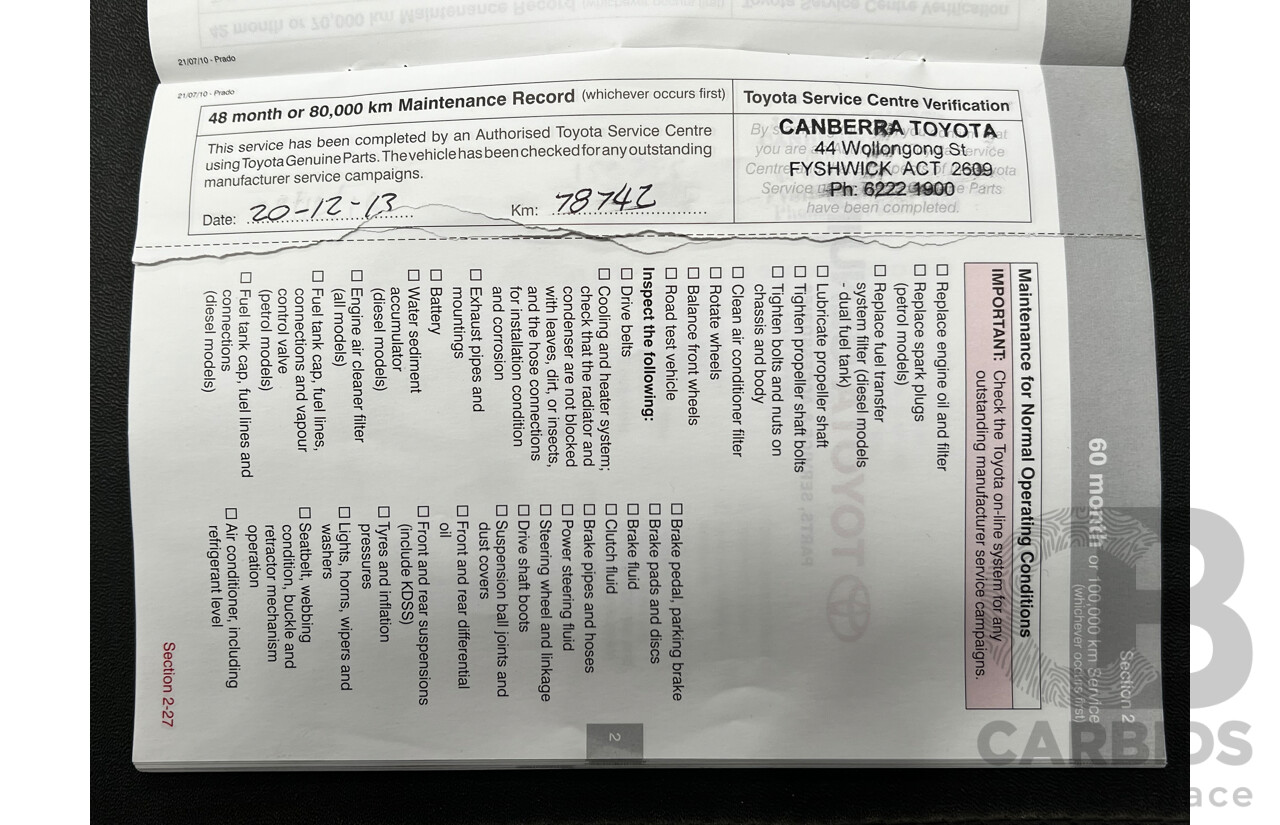 21/07/10 - Prado
21/07/10 - Prado
48 month or 80,000 km Maintenance Record (whichever occurs first)
This service has been completed by an Authorised Toyota Service Centre
using Toyota Genuine Parts. The vehicle has been checked for any outstanding
manufacturer service campaigns.
Date: 20-12-13 Km: 78742
Toyota Service Centre Verification
CANBERRA TOYOTA
44 Wollongong St
FYSHWICK ACT 2609
Ph: 6222 1900
have been completed.
Section 2
60 month or 100,000 km Service
(whichever occurs first)
Maintenance for Normal Operating Conditions
IMPORTANT: Check the Toyota on-line system for any
outstanding manufacturer service campaigns.
☐ Replace engine oil and filter
☐ Replace spark plugs
(petrol models)
☐ Replace fuel transfer
system filter (diesel models
- dual fuel tank)
☐ Lubricate propeller shaft
☐ Tighten propeller shaft bolts
☐ Tighten bolts and nuts on
chassis and body
☐ Clean air conditioner filter
☐ Rotate wheels
☐ Balance front wheels
☐ Road test vehicle
Inspect the following:
☐ Drive belts
☐ Cooling and heater system;
check that the radiator and
condenser are not blocked
with leaves, dirt, or insects,
and the hose connections
for installation condition
and corrosion
☐ Exhaust pipes and
mountings
☐ Battery
☐ Water sediment
accumulator
(diesel models)
☐ Engine air cleaner filter
(all models)
☐ Fuel tank cap, fuel lines,
connections and vapour
control valve
(petrol models)
☐ Fuel tank cap, fuel lines and
connections
(diesel models)
☐ Brake pedal, parking brake
☐ Brake pads and discs
☐ Brake fluid
☐ Clutch fluid
☐ Brake pipes and hoses
☐ Power steering fluid
☐ Steering wheel and linkage
☐ Drive shaft boots
☐ Suspension ball joints and
dust covers
☐ Front and rear differential
oil
☐ Front and rear suspensions
(include KDSS)
☐ Tyres and inflation
pressures
☐ Lights, horns, wipers and
washers
☐ Seatbelt, webbing
condition, buckle and
retractor mechanism
operation
☐ Air conditioner, including
refrigerant level
2
Section 2-27
CARBIDS
ace